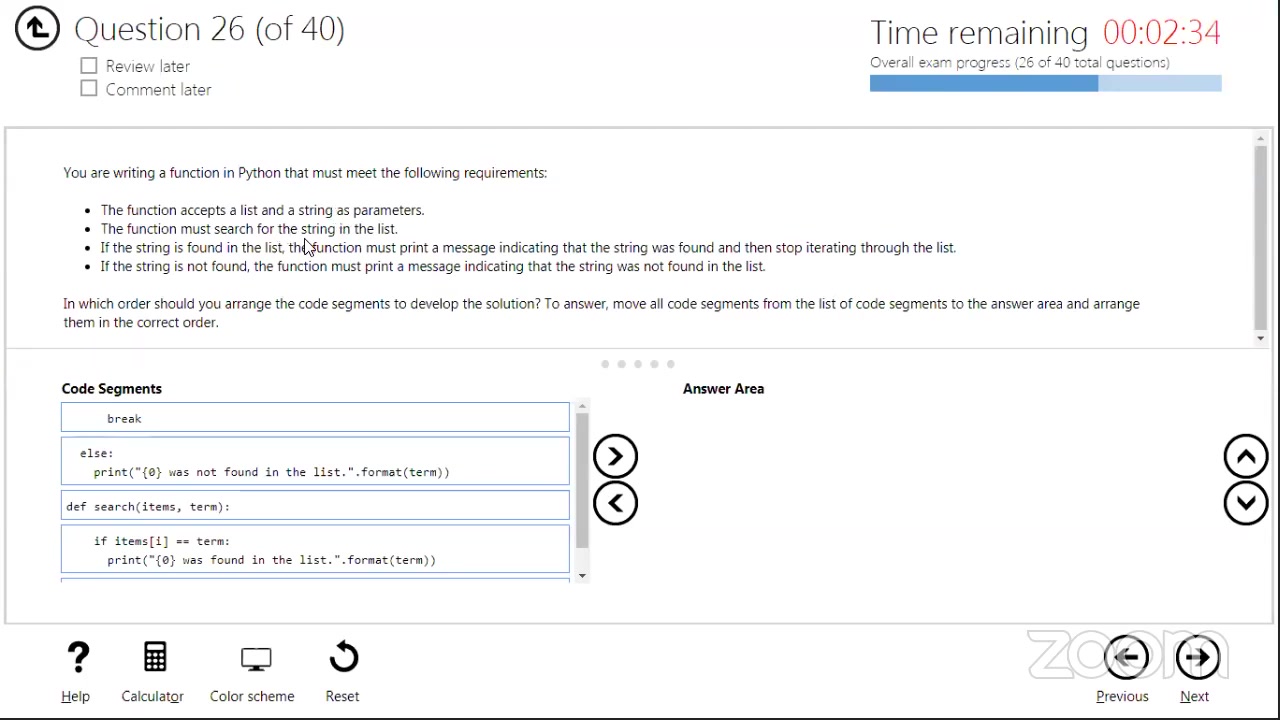 Question 26 (of 40)
Review later
Comment later
Time remaining 00:02:34
Overall exam progress (26 of 40 total questions)
You are writing a function in Python that must meet the following requirements:
• The function accepts a list and a string as parameters.
• The function must search for the string in the list.
• If the string is found in the list, the function must print a message indicating that the string was found and then stop iterating through the list.
• If the string is not found, the function must print a message indicating that the string was not found in the list.
In which order should you arrange the code segments to develop the solution? To answer, move all code segments from the list of code segments to the answer area and arrange
them in the correct order.
Code Segments
Answer Area
break
else:
print("{0} was not found in the list.".format(term))
def search(items, term):
if items[i] == term:
print("{0} was found in the list.".format(term))
Help
Calculator
Color scheme
Reset
zoom
Previous
Next